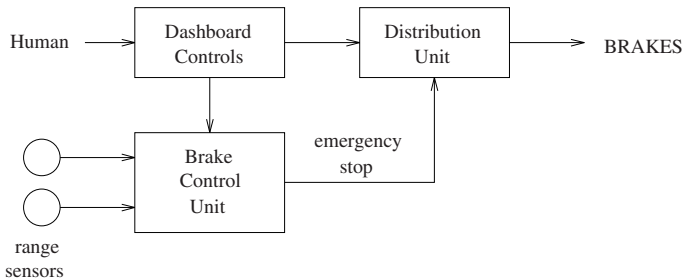 Human
Dashboard
Controls
Distribution
Unit
BRAKES
Brake
Control
Unit
emergency
stop
range
sensors